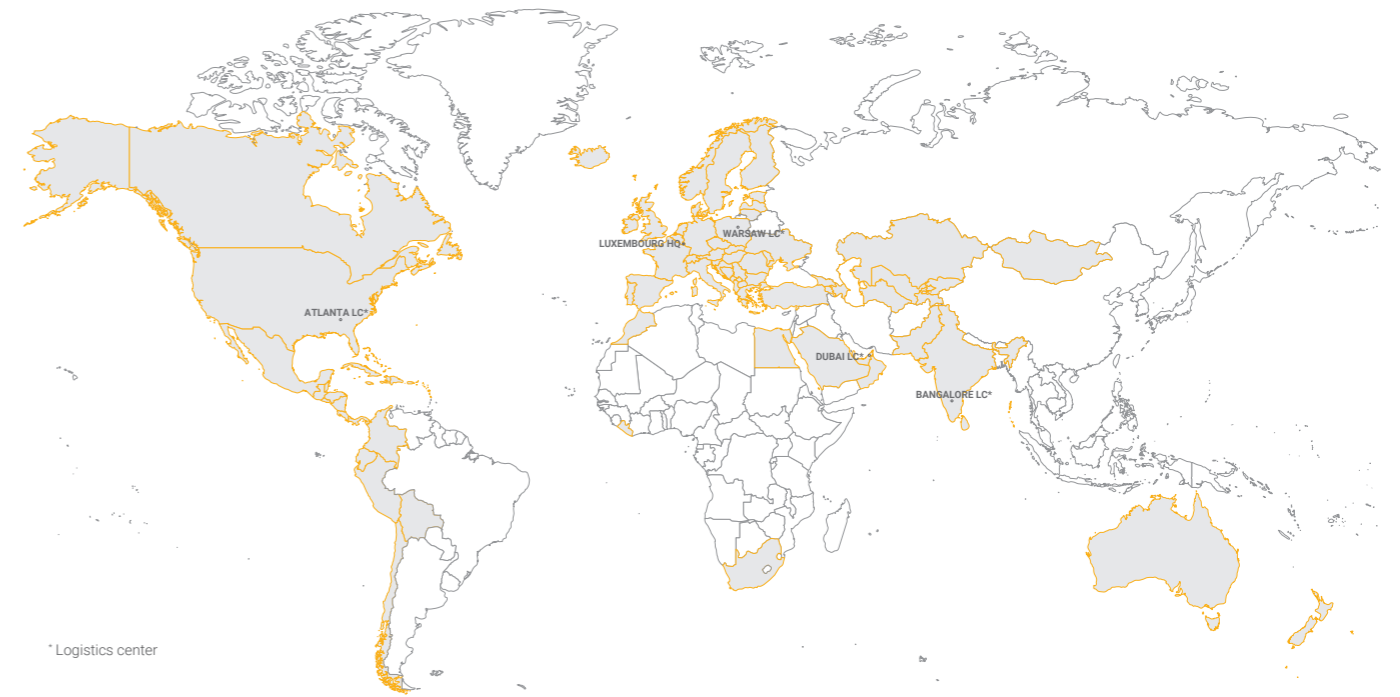 WARSAW LC*
LUXEMBOURG HQ*
ATLANTA LC*
DUBAI LC*
BANGALORE LC*
* Logistics center